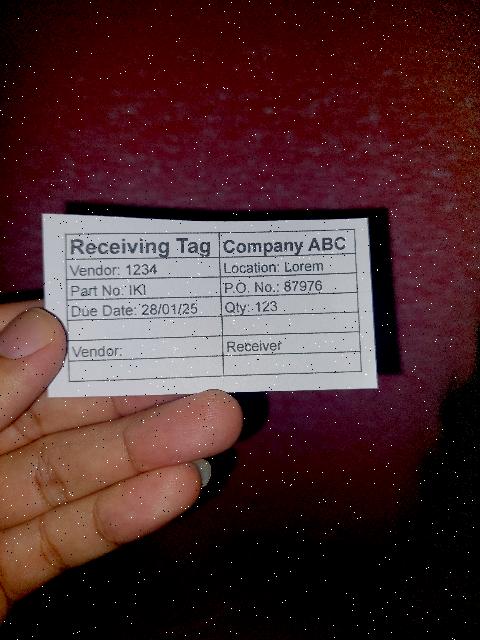 Receiving Tag Company ABC
Vendor: 1234 Location: Lorem
Part No: IKI P.O. No.: 87976
Due Date: 28/01/25 Qty: 123
Vendor: Receiver